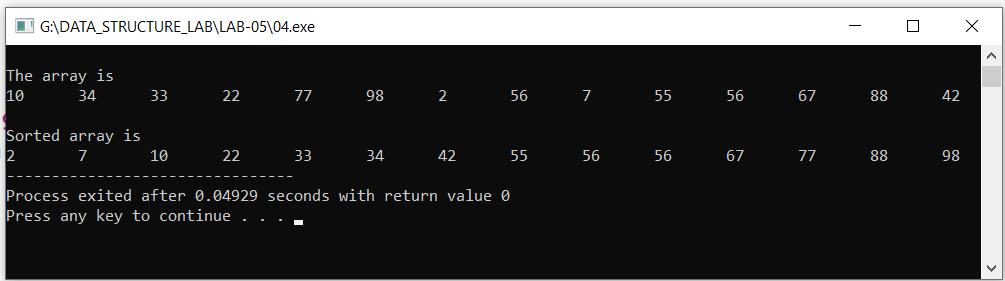 G:\DATA_STRUCTURE_LAB\LAB-05\04.exe
The array is
10 34 33 22 77 98 2 56 7 55 56 67 88 42
Sorted array is
2 7 10 22 33 34 42 55 56 56 67 77 88 98
--------------------------------
Process exited after 0.04929 seconds with return value 0
Press any key to continue . . .